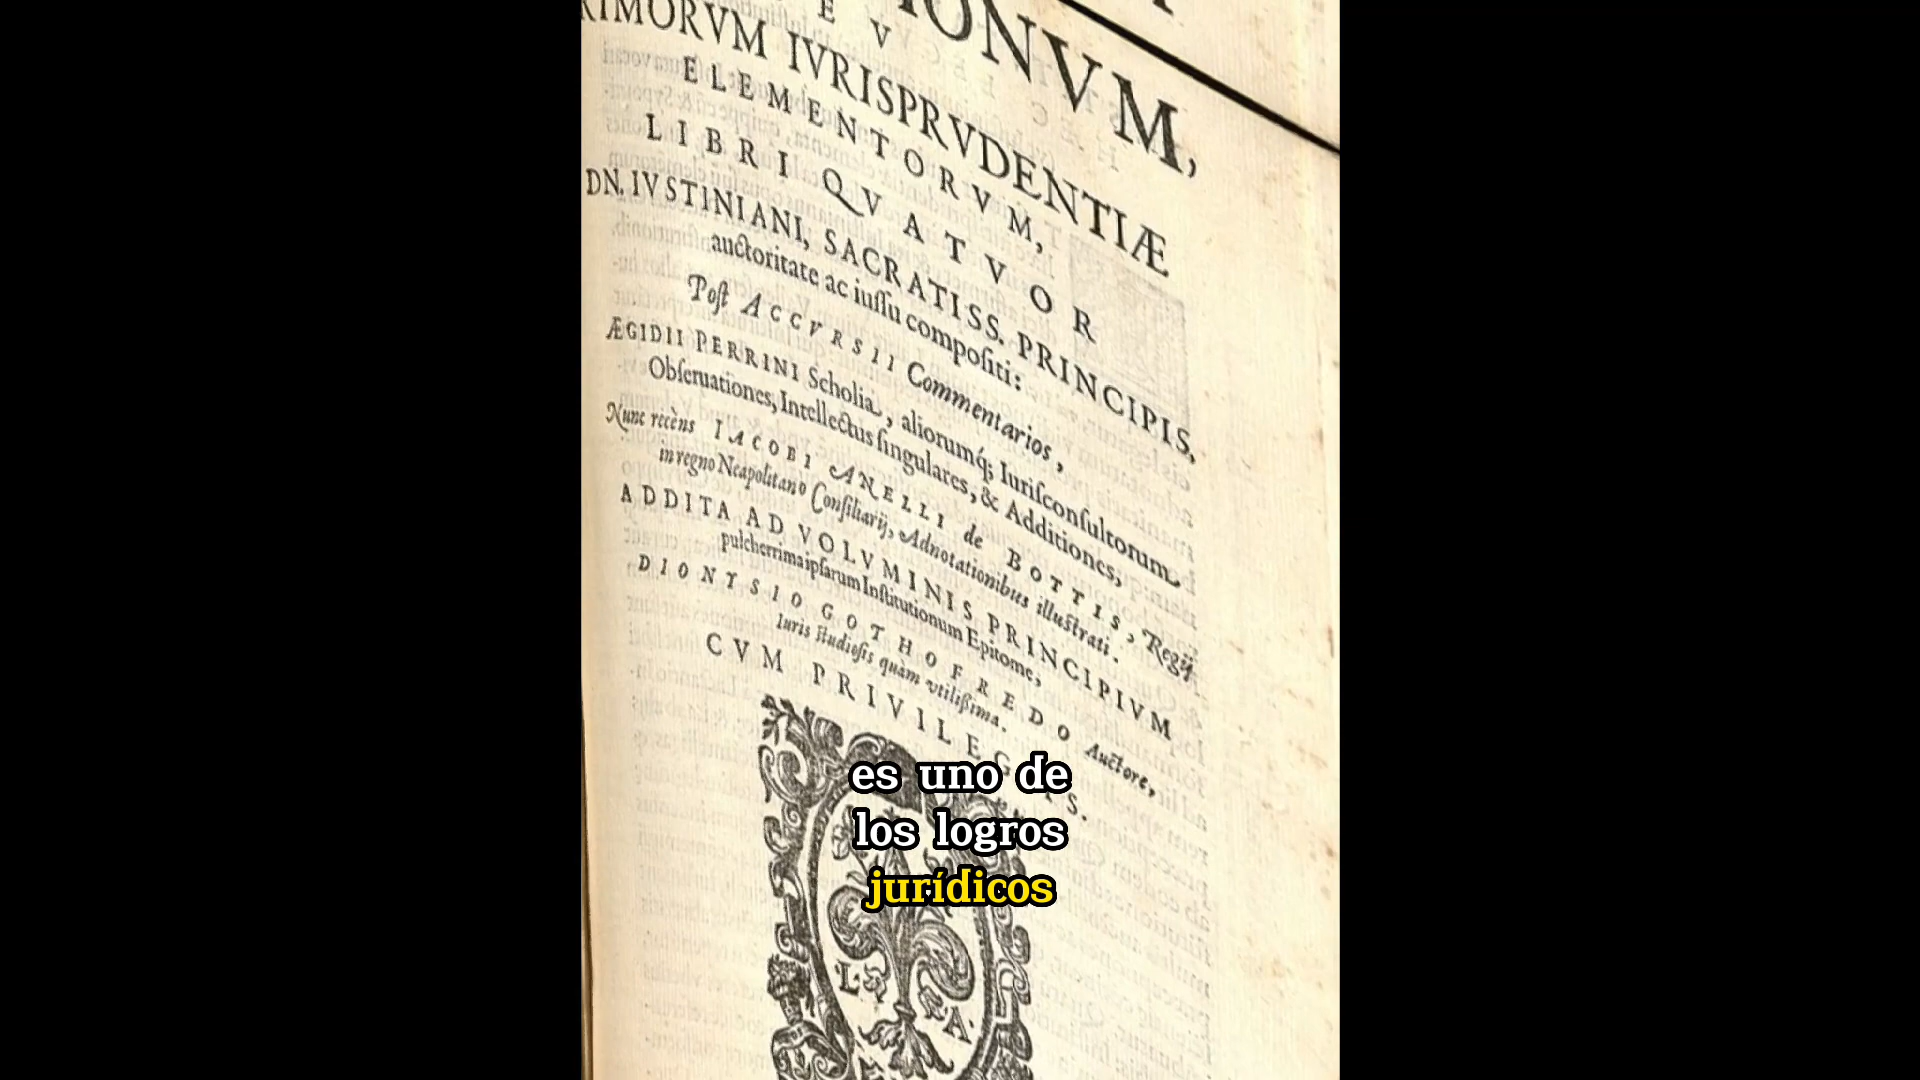 IONVM,
SEV
PRIMORVM IVRISPRVDENTIÆ
ELEMENTORVM,
LIBRI QVATVOR
DN. IVSTINIANI, SACRATISS. PRINCIPIS,
auctoritate ac iuſſu compoſiti:
Poſt ACCVRSII Commentarios,
ÆGIDII PERRINI Scholia, aliorumq́; Iuriſconſultorum
Obſeruationes, Intellectus ſingulares, & Additiones,
Nunc recèns IACOBI ANELLI de BOTTIS, Regij
in regno Neapolitano Conſiliarij, Adnotationibus illuſtrati.
ADDITA AD VOLVMINIS PRINCIPIVM
pulcherrima ipſarum Inſtitutionum Epitome,
DIONYSIO GOTHOFREDO Auctore,
Iuris ſtudioſis quam vtiliſsima.
CVM PRIVILEGIIS.
L. A.
es uno de
los logros
jurídicos